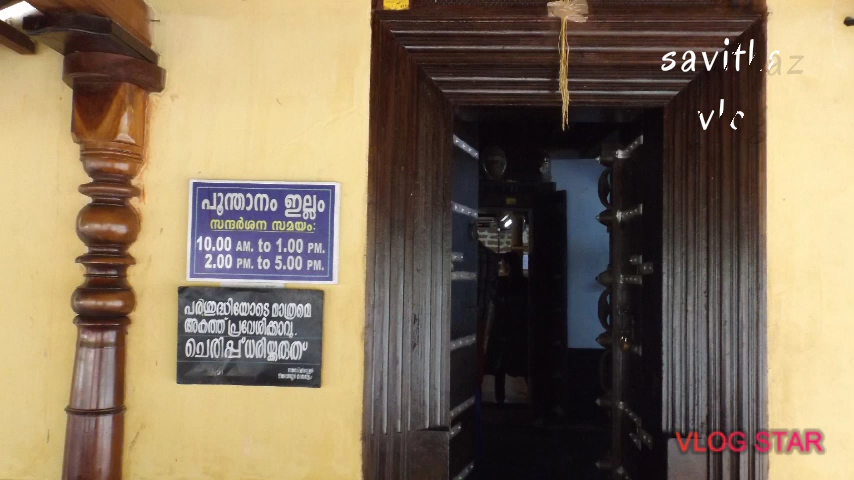 പൂന്താനം ഇല്ലം
സന്ദർശന സമയം:
10.00 AM. to 1.00 PM.
2.00 PM. to 5.00 PM.
പരിശുദ്ധിയോടെ മാത്രമെ
അകത്ത് പ്രവേശിക്കാവൂ.
ചെരിപ്പ് ധരിയ്ക്കരുത്
VLOG STAR